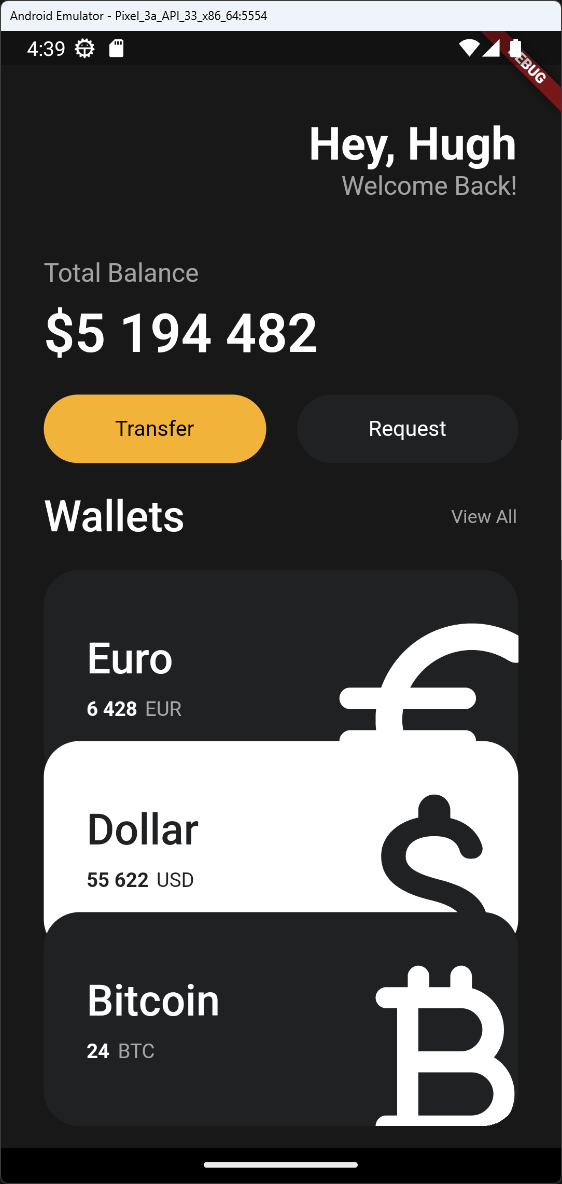 Android Emulator - Pixel_3a_API_33_x86_64:5554
4:39
DEBUG
Hey, Hugh
Welcome Back!
Total Balance
$5 194 482
Transfer
Request
Wallets
View All
Euro
6 428 EUR
Dollar
55 622 USD
Bitcoin
24 BTC